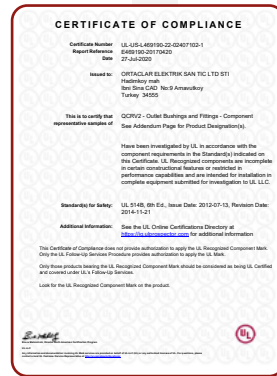 CERTIFICATE OF COMPLIANCE
Certificate Number UL-US-L469190-22-02407102-1
Report Reference E469190-20170420
Date 27-Jul-2020
Issued to: ORTACLAR ELEKTRIK SAN TIC LTD STI
Hadimkoy mah
Ibni Sina CAD No:9 Arnavutkoy
Turkey 34555
This is to certify that QCRV2 - Outlet Bushings and Fittings - Component
representative samples of See Addendum Page for Product Designation(s).
Have been investigated by UL in accordance with the
component requirements in the Standard(s) indicated on
this Certificate. UL Recognized components are incomplete
in certain constructional features or restricted in
performance capabilities and are intended for installation in
complete equipment submitted for investigation to UL LLC.
Standard(s) for Safety: UL 514B, 6th Ed., Issue Date: 2012-07-13, Revision Date:
2014-11-21
Additional Information: See the UL Online Certifications Directory at
https://iq.ulprospector.com for additional information
This Certificate of Compliance does not provide authorization to apply the UL Recognized Component Mark.
Only the UL Follow-Up Services Procedure provides authorization to apply the UL Mark.
Only those products bearing the UL Recognized Component Mark should be considered as being UL Certified
and covered under UL's Follow-Up Services.
Look for the UL Recognized Component Mark on the product.
UL